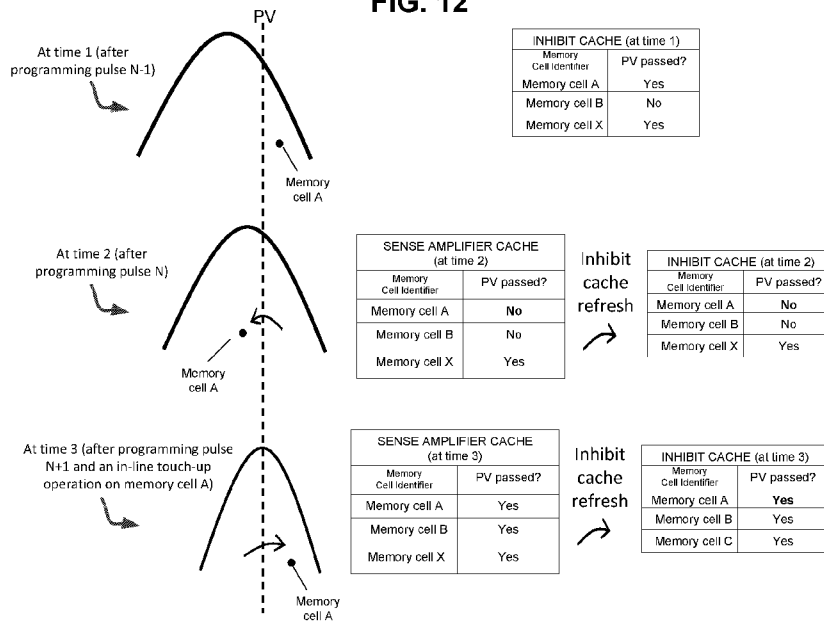 FIG. 12
PV
At time 1 (after
programming pulse N-1)
Memory
cell A
INHIBIT CACHE (at time 1)
Memory
Cell Identifier
PV passed?
Memory cell A
Yes
Memory cell B
No
Memory cell X
Yes
At time 2 (after
programming pulse N)
Memory
cell A
SENSE AMPLIFIER CACHE
(at time 2)
Memory
Cell Identifier
PV passed?
Memory cell A
No
Memory cell B
No
Memory cell X
Yes
Inhibit
cache
refresh
INHIBIT CACHE (at time 2)
Memory
Cell Identifier
PV passed?
Memory cell A
No
Memory cell B
No
Memory cell X
Yes
At time 3 (after programming pulse
N+1 and an in-line touch-up
operation on memory cell A)
Memory
cell A
SENSE AMPLIFIER CACHE
(at time 3)
Memory
Cell Identifier
PV passed?
Memory cell A
Yes
Memory cell B
Yes
Memory cell X
Yes
Inhibit
cache
refresh
INHIBIT CACHE (at time 3)
Memory
Cell Identifier
PV passed?
Memory cell A
Yes
Memory cell B
Yes
Memory cell C
Yes